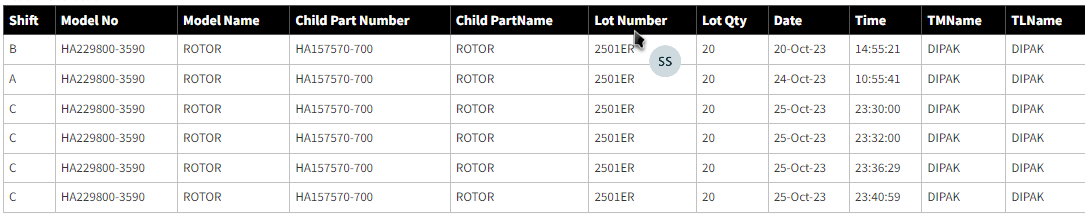 Shift Model No Model Name Child Part Number Child PartName Lot Number Lot Qty Date Time TMName TLName
B HA229800-3590 ROTOR HA157570-700 ROTOR 2501ER 20 20-Oct-23 14:55:21 DIPAK DIPAK
SS
A HA229800-3590 ROTOR HA157570-700 ROTOR 2501ER 20 24-Oct-23 10:55:41 DIPAK DIPAK
C HA229800-3590 ROTOR HA157570-700 ROTOR 2501ER 20 25-Oct-23 23:30:00 DIPAK DIPAK
C HA229800-3590 ROTOR HA157570-700 ROTOR 2501ER 20 25-Oct-23 23:32:00 DIPAK DIPAK
C HA229800-3590 ROTOR HA157570-700 ROTOR 2501ER 20 25-Oct-23 23:36:29 DIPAK DIPAK
C HA229800-3590 ROTOR HA157570-700 ROTOR 2501ER 20 25-Oct-23 23:40:59 DIPAK DIPAK